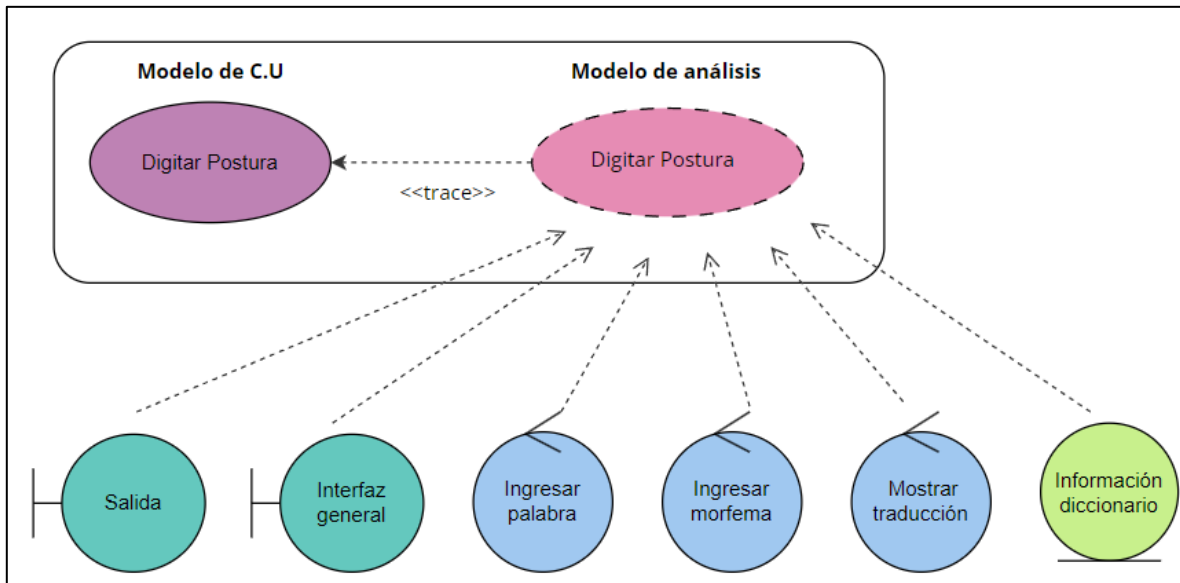 Modelo de C.U
Modelo de análisis
Digitar Postura
Digitar Postura
<<trace>>
Salida
Interfaz
general
Ingresar
palabra
Ingresar
morfema
Mostrar
traducción
Información
diccionario